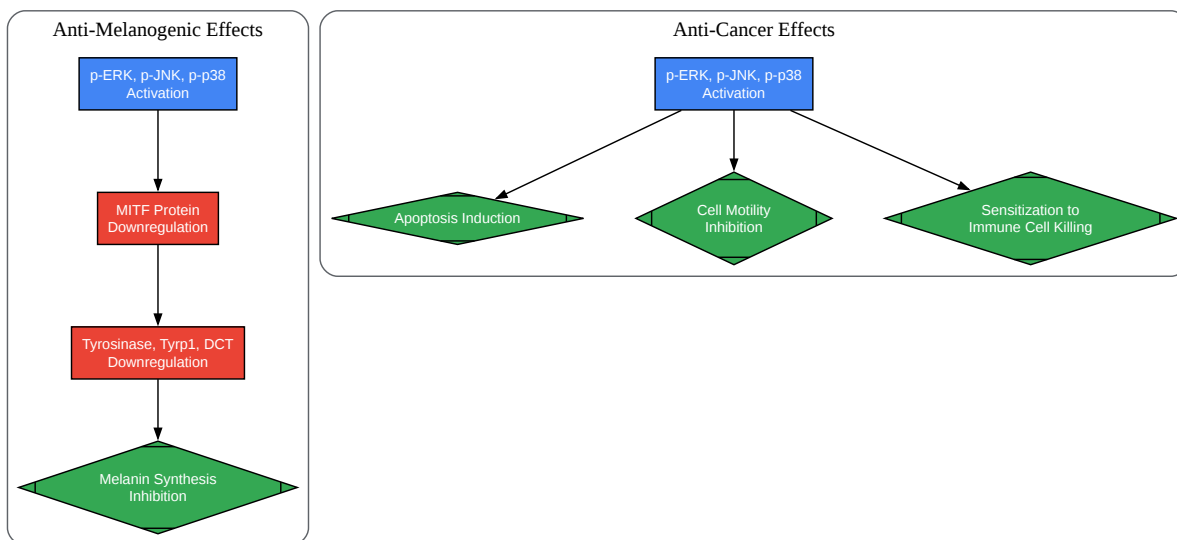 Anti-Melanogenic Effects
p-ERK, p-JNK, p-p38
Activation
MITF Protein
Downregulation
Tyrosinase, Tyrp1, DCT
Downregulation
Melanin Synthesis
Inhibition
Anti-Cancer Effects
p-ERK, p-JNK, p-p38
Activation
Apoptosis Induction
Cell Motility
Inhibition
Sensitization to
Immune Cell Killing